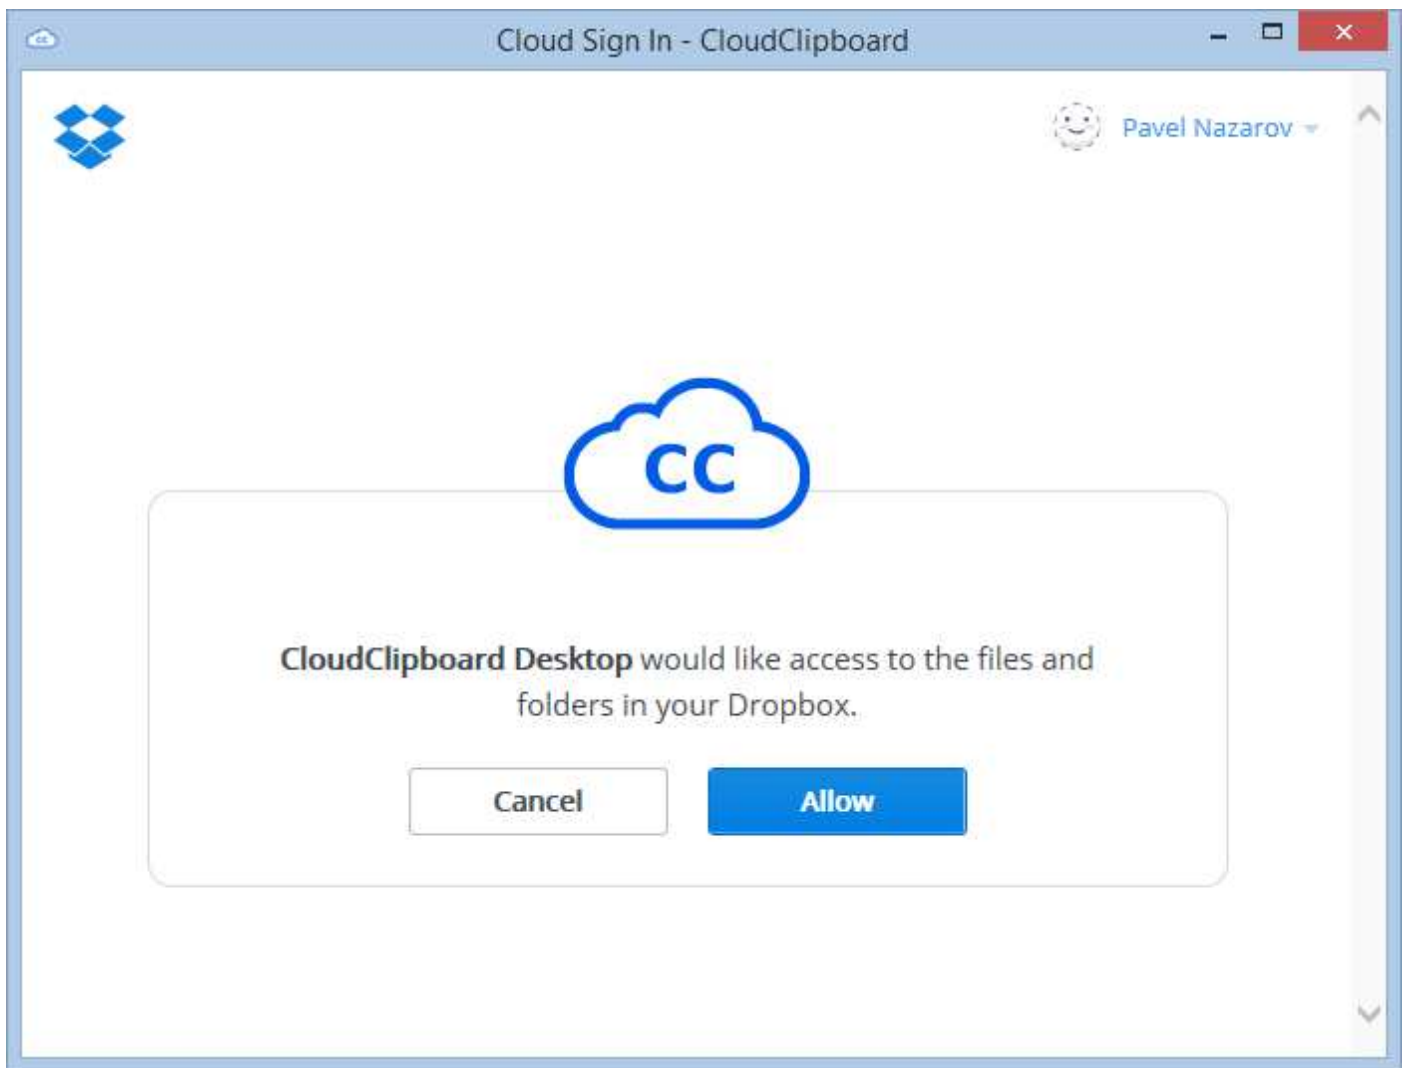 Cloud Sign In - CloudClipboard
Pavel Nazarov
CC
CloudClipboard Desktop would like access to the files and
folders in your Dropbox.
Cancel
Allow